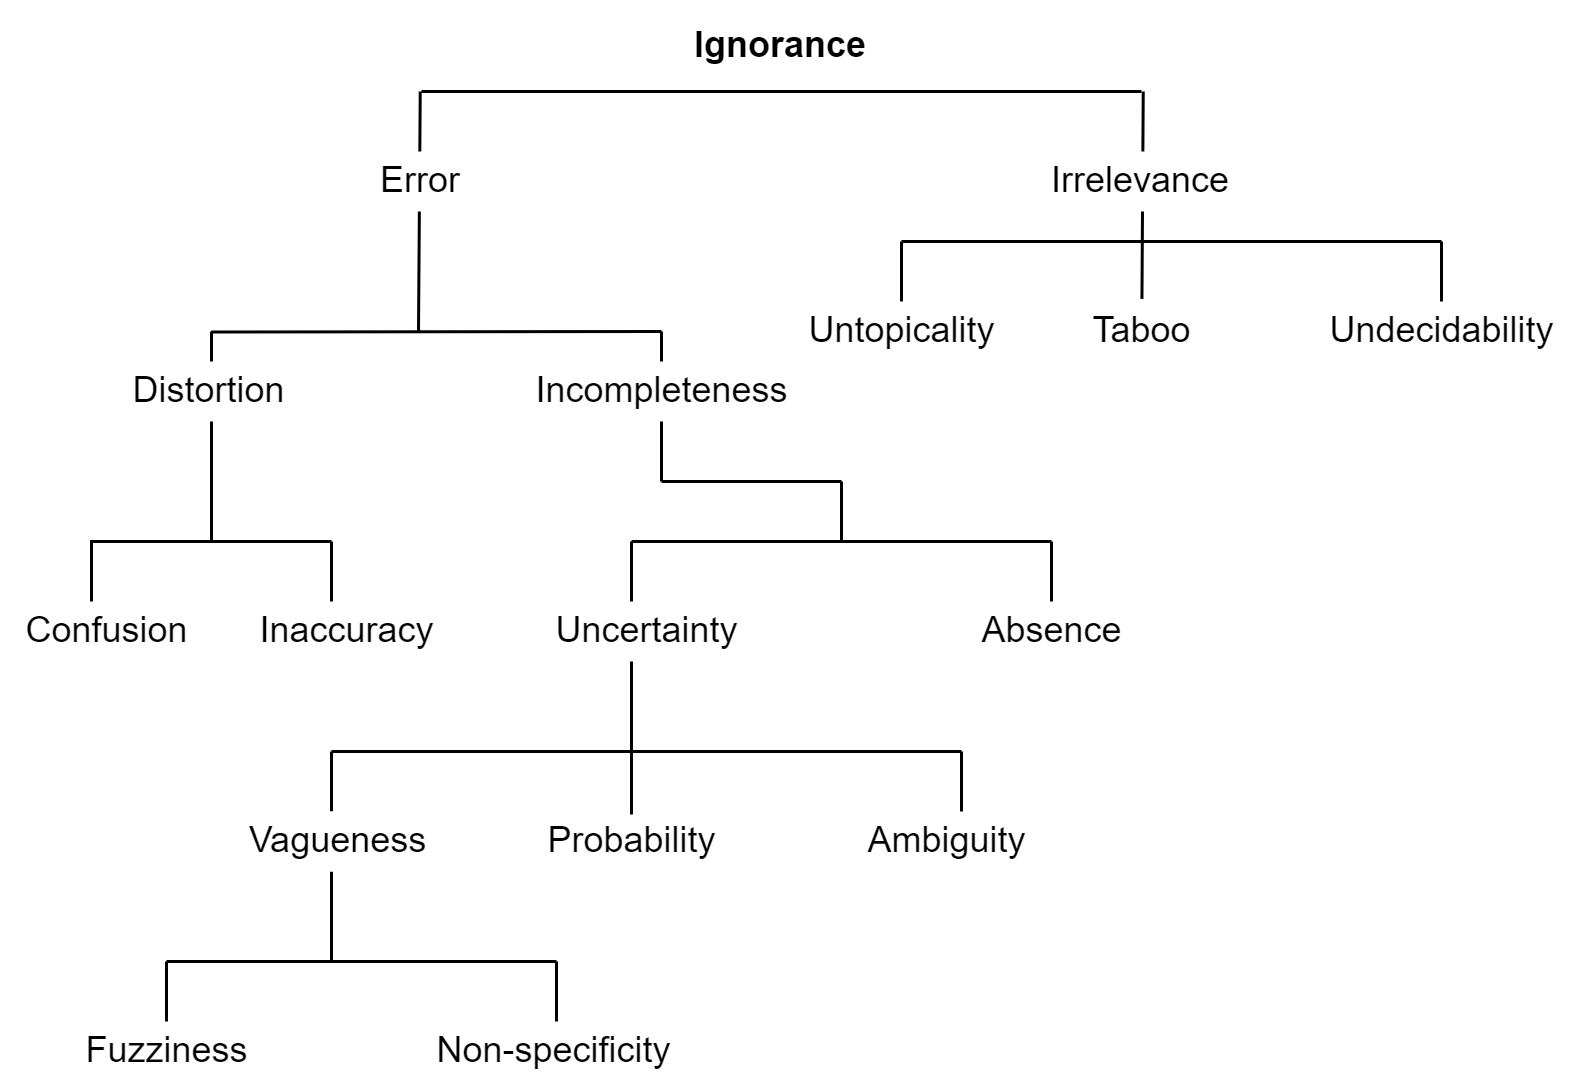 Ignorance
Error
Irrelevance
Untopicality
Taboo
Undecidability
Distortion
Incompleteness
Confusion
Inaccuracy
Uncertainty
Absence
Vagueness
Probability
Ambiguity
Fuzziness
Non-specificity